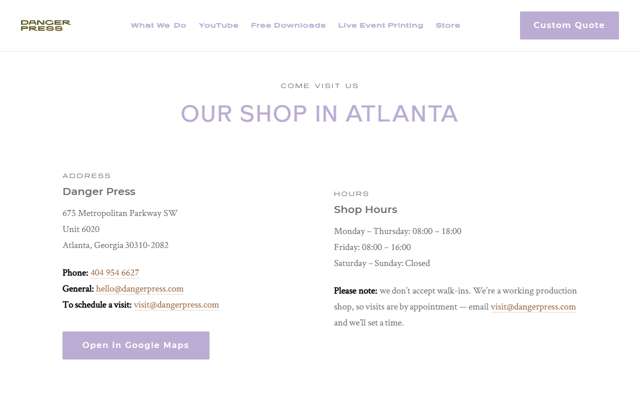 DANGER
PRESS
What We Do
YouTube
Free Downloads
Live Event Printing
Store
Custom Quote
COME VISIT US
OUR SHOP IN ATLANTA
ADDRESS
Danger Press
675 Metropolitan Parkway SW
Unit 6020
Atlanta, Georgia 30310-2082
Phone: 404 954 6627
General: hello@dangerpress.com
To schedule a visit: visit@dangerpress.com
Open In Google Maps
HOURS
Shop Hours
Monday – Thursday: 08:00 – 18:00
Friday: 08:00 – 16:00
Saturday – Sunday: Closed
Please note: we don't accept walk-ins. We're a working production
shop, so visits are by appointment — email visit@dangerpress.com
and we'll set a time.